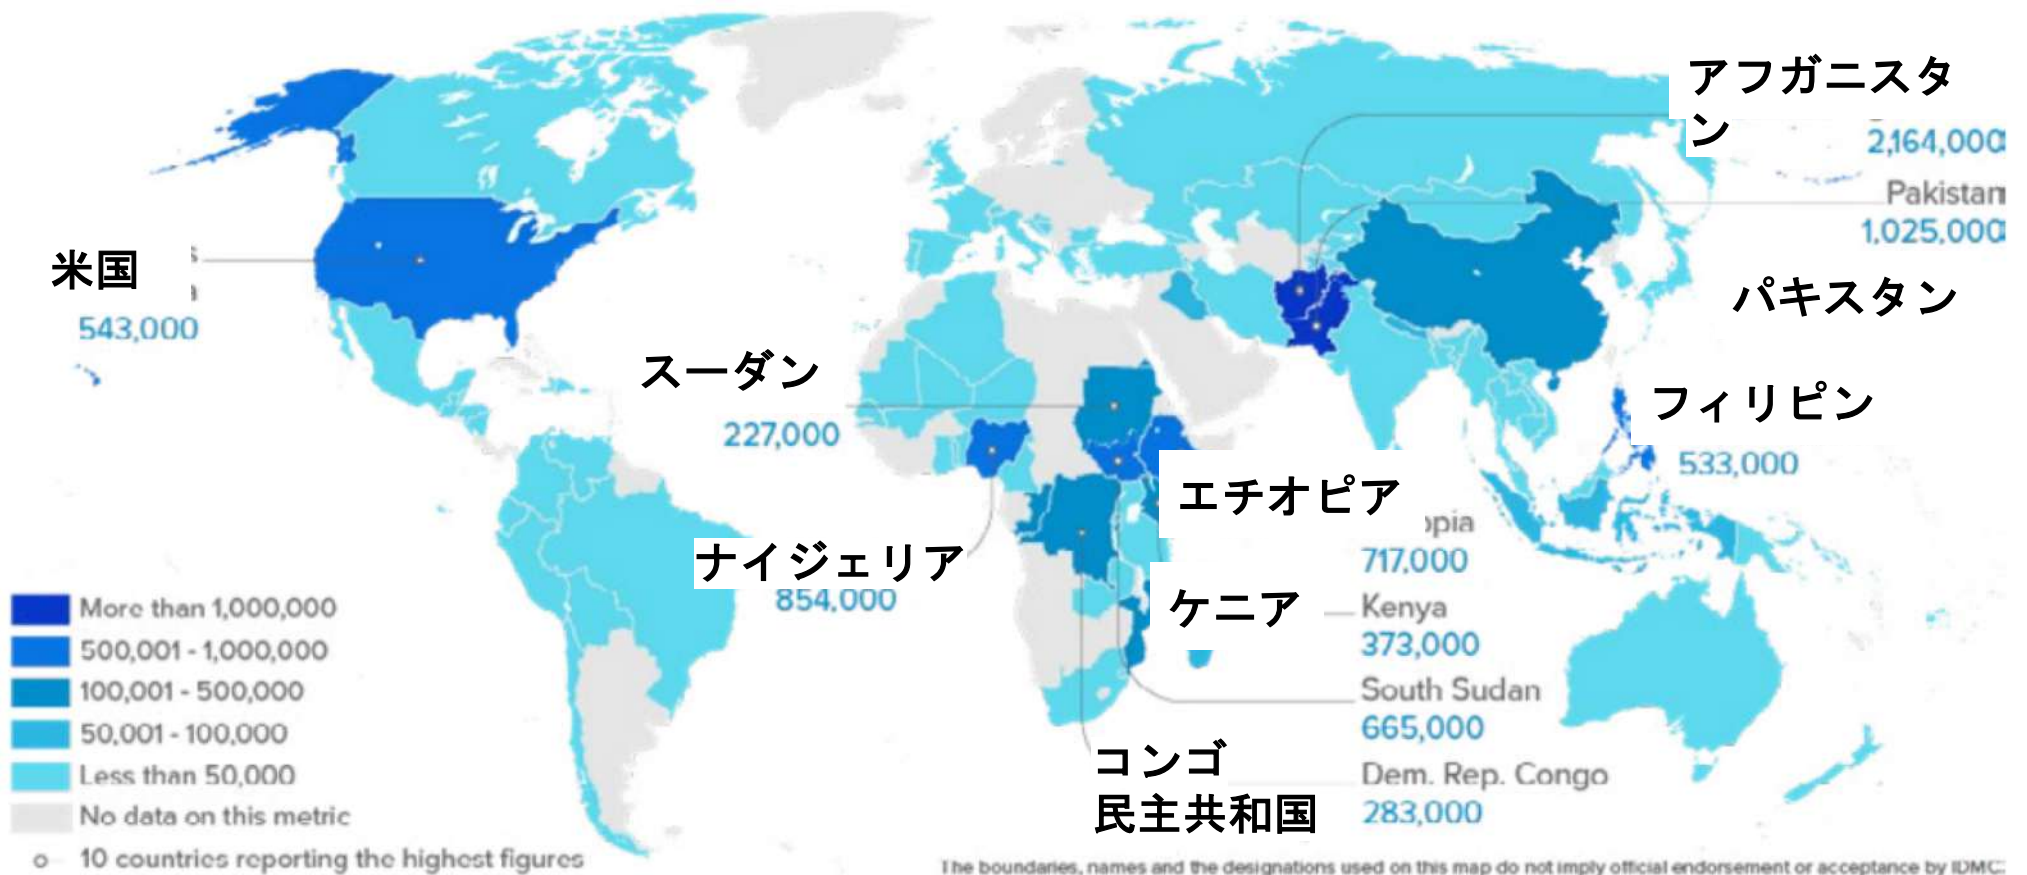 アフガニスタ
ン
2,164,000
Pakistan
1,025,000
パキスタン
米国
543,000
スーダン
227,000
フィリピン
533,000
エチオピア
opia
717,000
ナイジェリア
854,000
ケニア
Kenya
373,000
South Sudan
665,000
コンゴ
民主共和国
Dem. Rep. Congo
283,000
More than 1,000,000
500,001 - 1,000,000
100,001 - 500,000
50,001 - 100,000
Less than 50,000
No data on this metric
10 countries reporting the highest figures
The boundaries, names and the designations used on this map do not imply official endorsement or acceptance by IDMC.